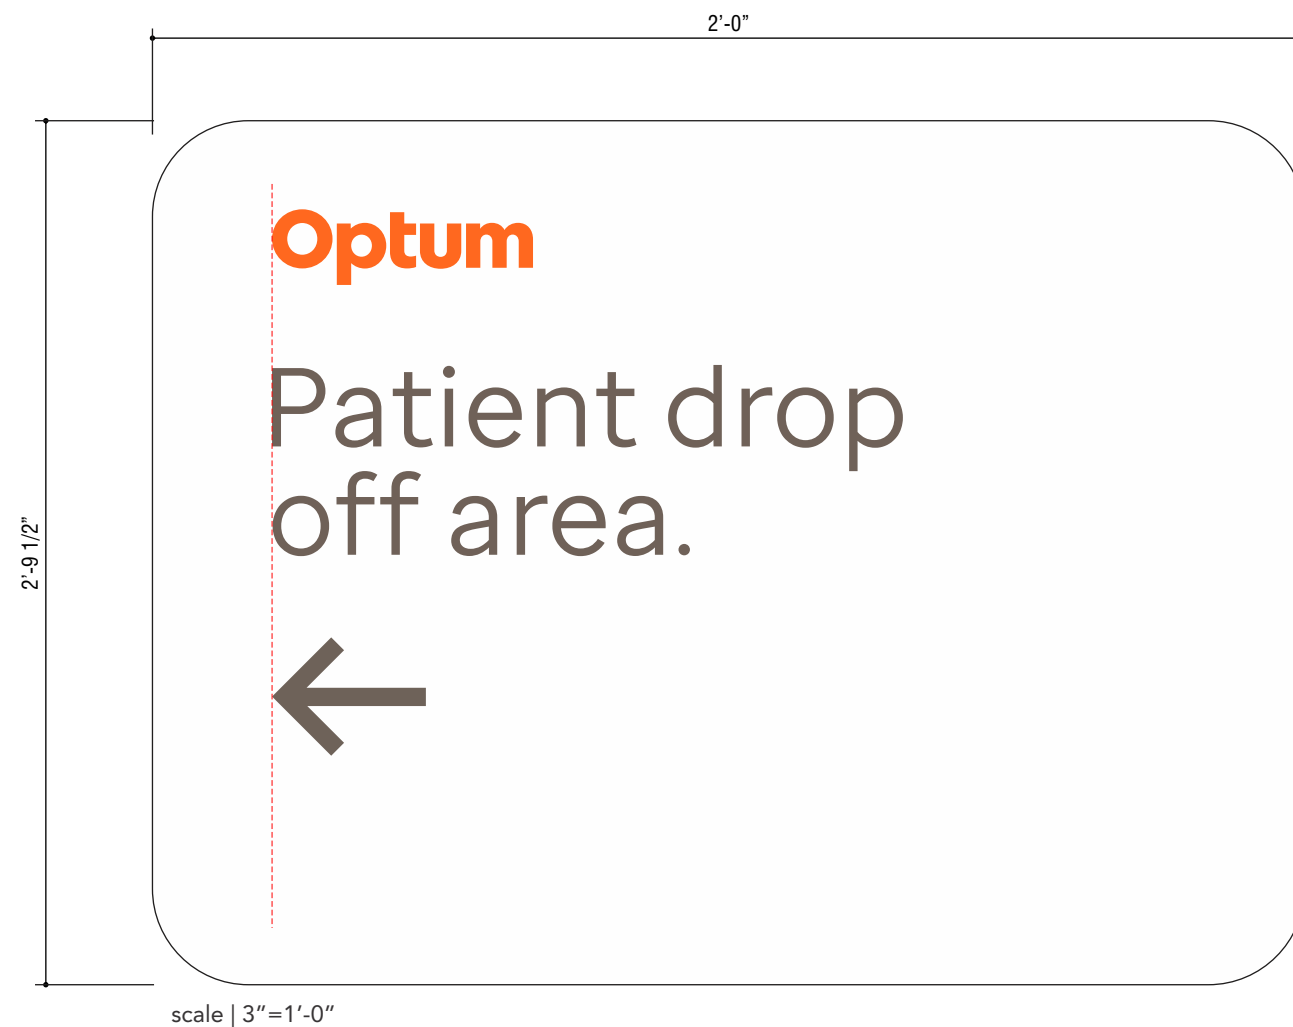 2’-0”
Optum
Patient drop
off area.
2’-9 1/2”
scale | 3”=1’-0”